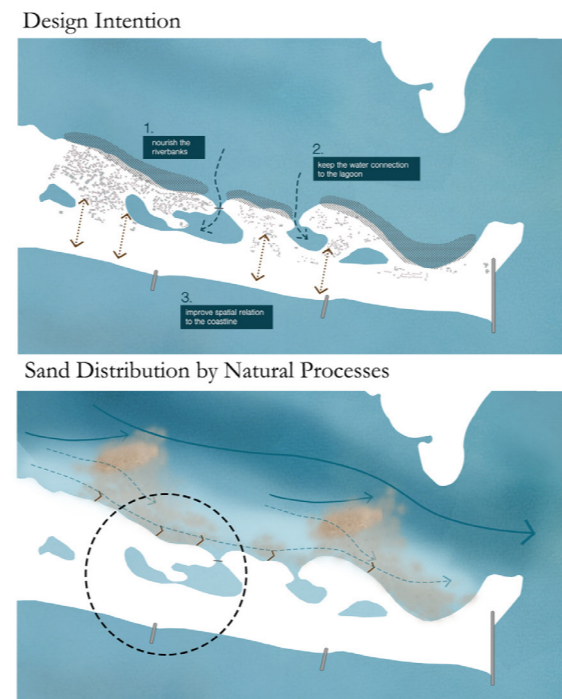 Design Intention
1.
nourish the
riverbanks
2.
keep the water connection
to the lagoon
3.
improve spatial relation
to the coastline
Sand Distribution by Natural Processes